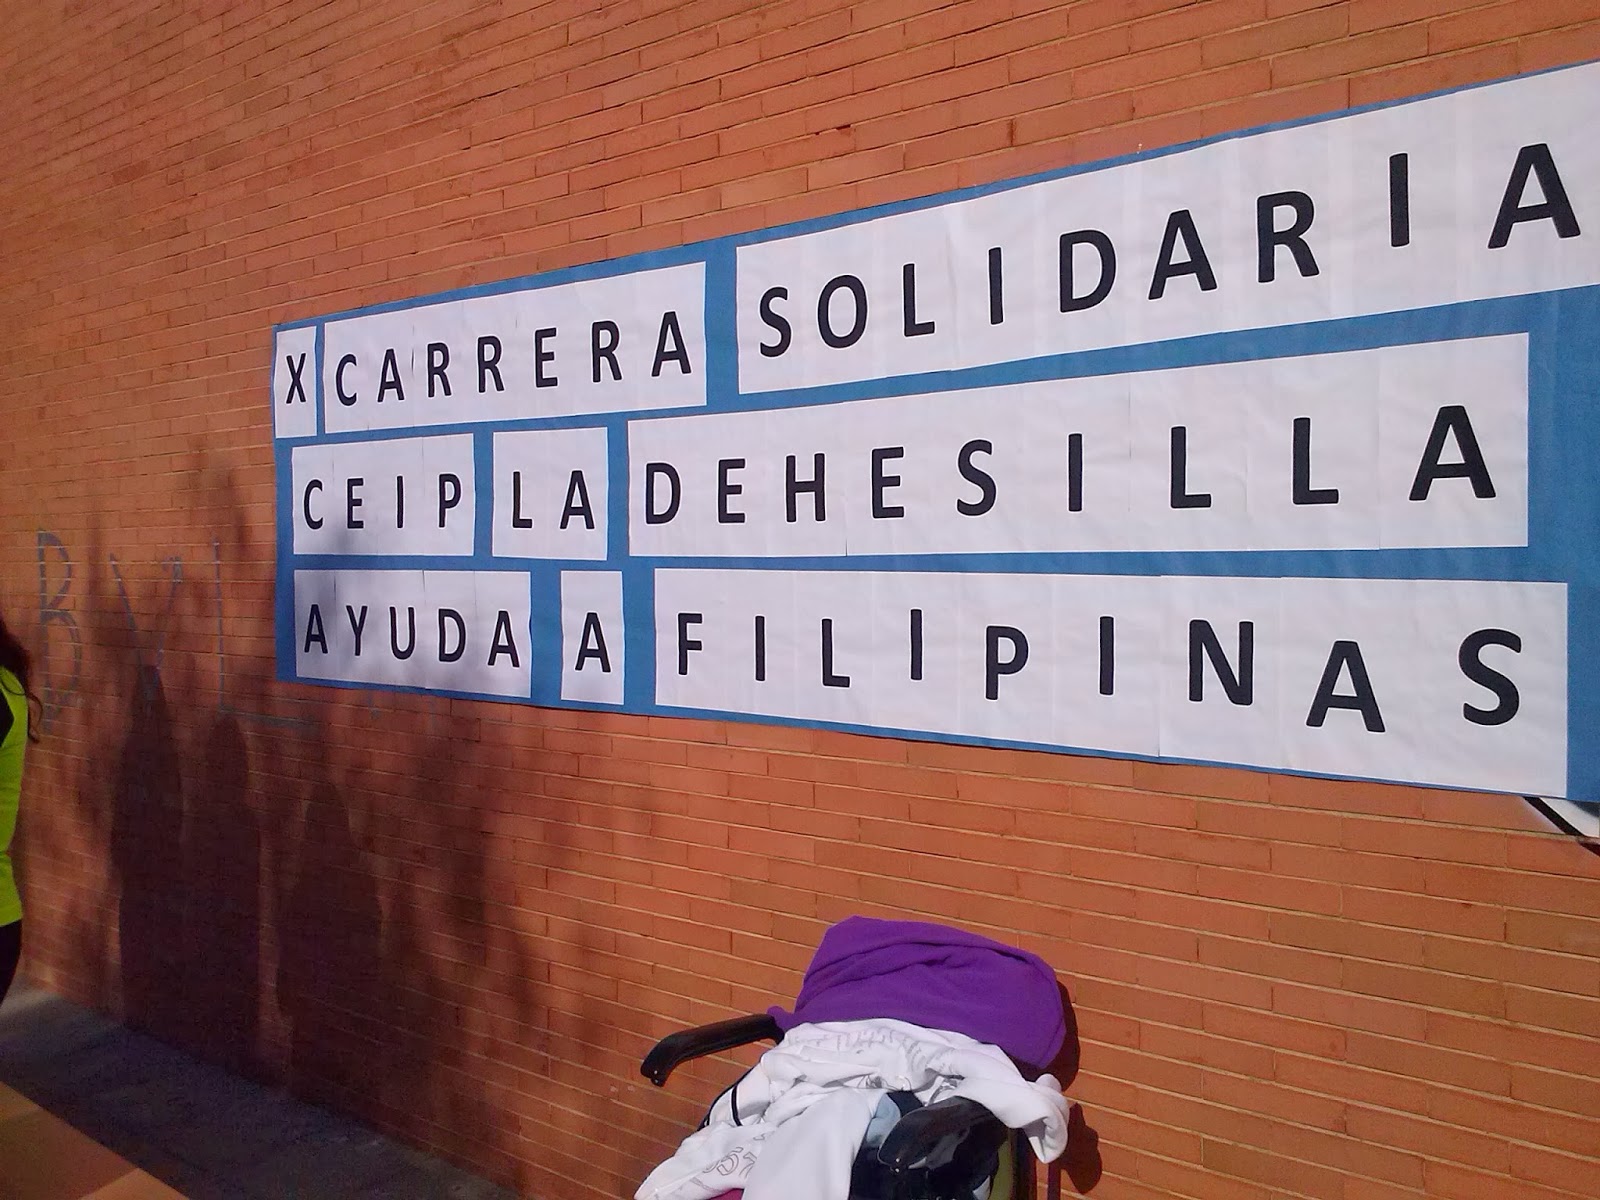 X CARRERA SOLIDARIA
CEIP LA DEHESILLA
AYUDA A FILIPINAS